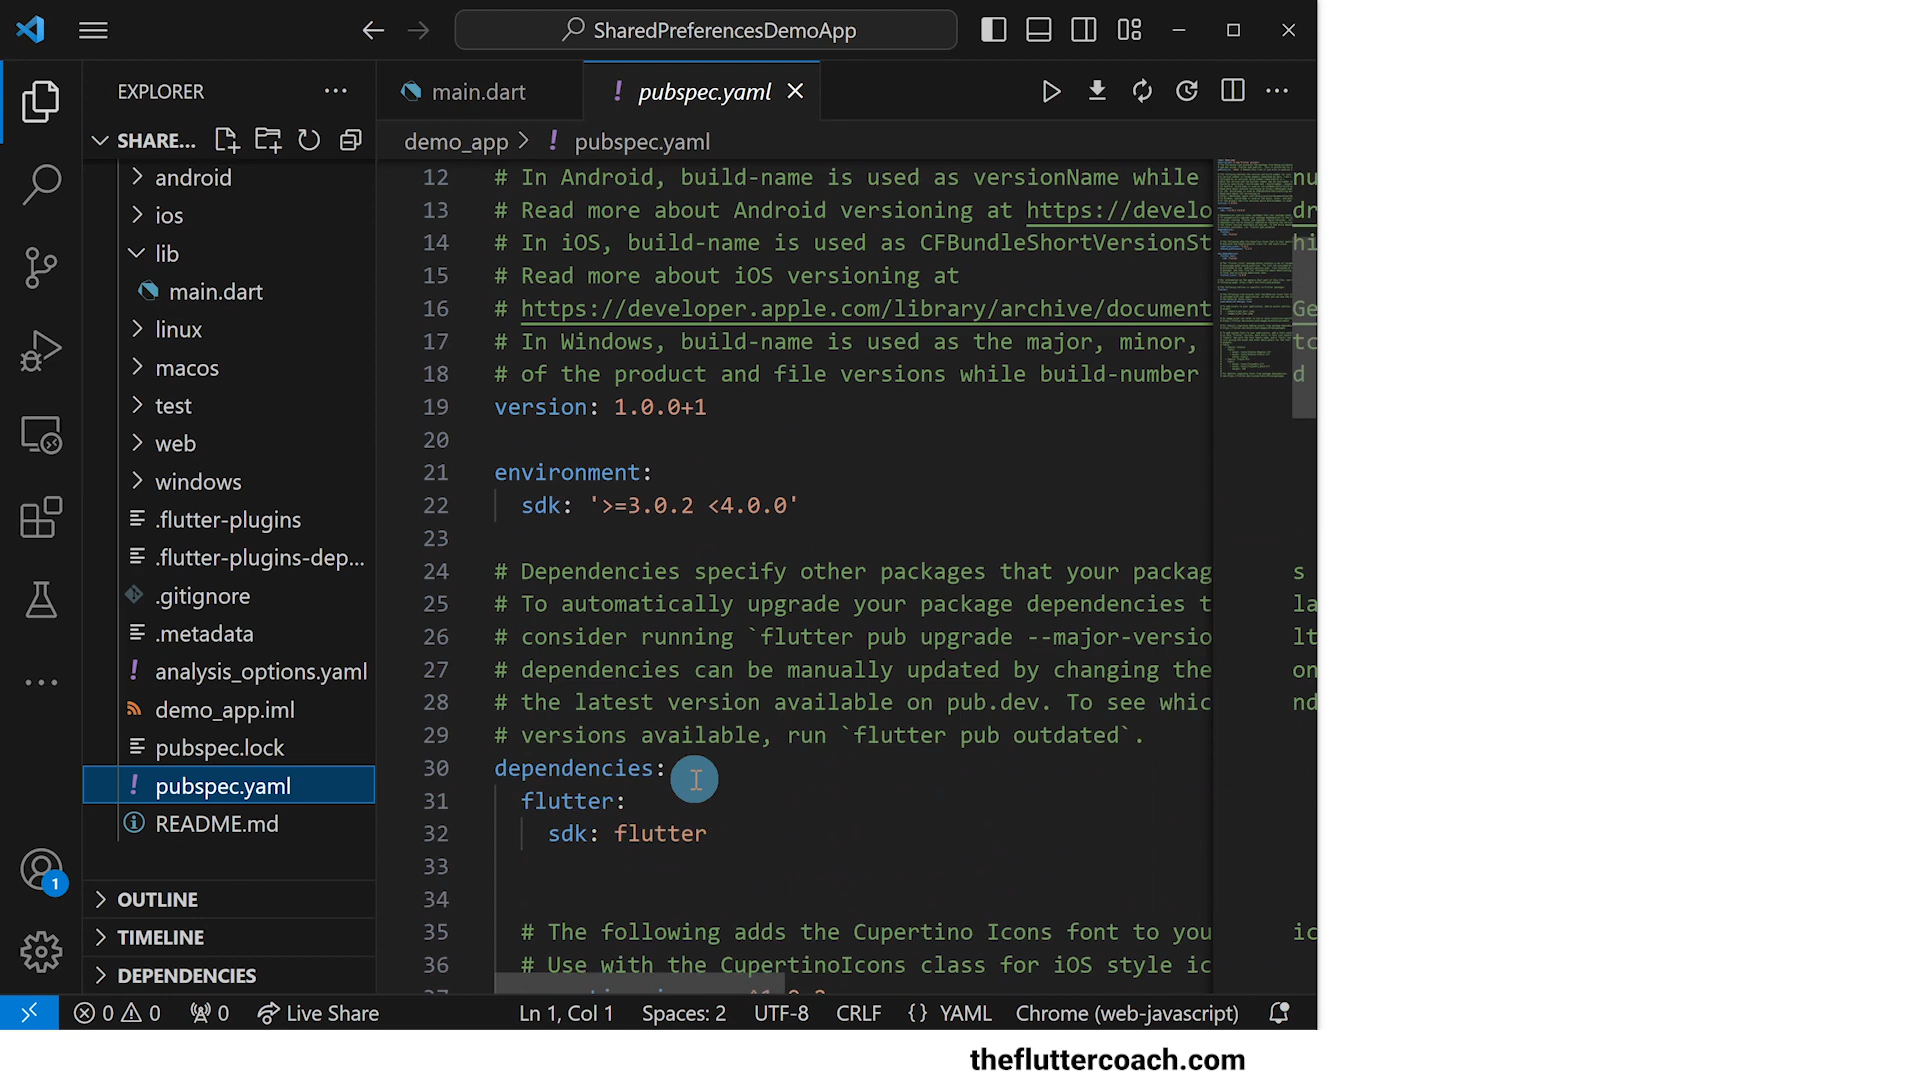 SharedPreferencesDemoApp
EXPLORER
main.dart
! pubspec.yaml
SHARE...
demo_app > ! pubspec.yaml
android
ios
lib
main.dart
linux
macos
test
web
windows
.flutter-plugins
.flutter-plugins-dep...
.gitignore
.metadata
! analysis_options.yaml
demo_app.iml
pubspec.lock
! pubspec.yaml
README.md
OUTLINE
TIMELINE
DEPENDENCIES
1
12 # In Android, build-name is used as versionName while nu
13 # Read more about Android versioning at https://develo dr
14 # In iOS, build-name is used as CFBundleShortVersionSt hi
15 # Read more about iOS versioning at
16 # https://developer.apple.com/library/archive/document Ge
17 # In Windows, build-name is used as the major, minor, tc
18 # of the product and file versions while build-number d
19 version: 1.0.0+1
20
21 environment:
22 sdk: '>=3.0.2 <4.0.0'
23
24 # Dependencies specify other packages that your packag s
25 # To automatically upgrade your package dependencies t la
26 # consider running `flutter pub upgrade --major-versio lt
27 # dependencies can be manually updated by changing the on
28 # the latest version available on pub.dev. To see whic nd
29 # versions available, run `flutter pub outdated`.
30 dependencies:
31 flutter:
32 sdk: flutter
33
34
35 # The following adds the Cupertino Icons font to you ic
36 # Use with the CupertinoIcons class for iOS style ic
0 0 0 Live Share Ln 1, Col 1 Spaces: 2 UTF-8 CRLF {} YAML Chrome (web-javascript)
thefluttercoach.com